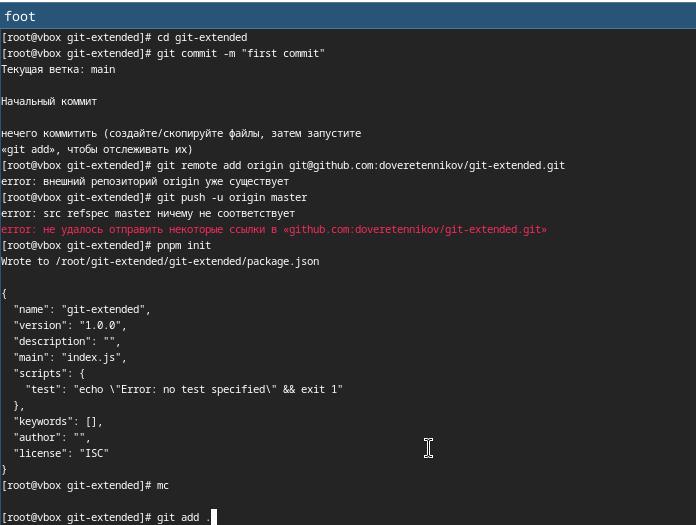 foot
[root@vbox git-extended]# cd git-extended
[root@vbox git-extended]# git commit -m "first commit"
Текущая ветка: main
Начальный коммит
нечего коммитить (создайте/скопируйте файлы, затем запустите
«git add», чтобы отслеживать их)
[root@vbox git-extended]# git remote add origin git@github.com:doveretennikov/git-extended.git
error: внешний репозиторий origin уже существует
[root@vbox git-extended]# git push -u origin master
error: src refspec master ничему не соответствует
error: не удалось отправить некоторые ссылки в «github.com:doveretennikov/git-extended.git»
[root@vbox git-extended]# pnpm init
Wrote to /root/git-extended/git-extended/package.json
{
  "name": "git-extended",
  "version": "1.0.0",
  "description": "",
  "main": "index.js",
  "scripts": {
    "test": "echo \"Error: no test specified\" && exit 1"
  },
  "keywords": [],
  "author": "",
  "license": "ISC"
}
[root@vbox git-extended]# mc
[root@vbox git-extended]# git add .